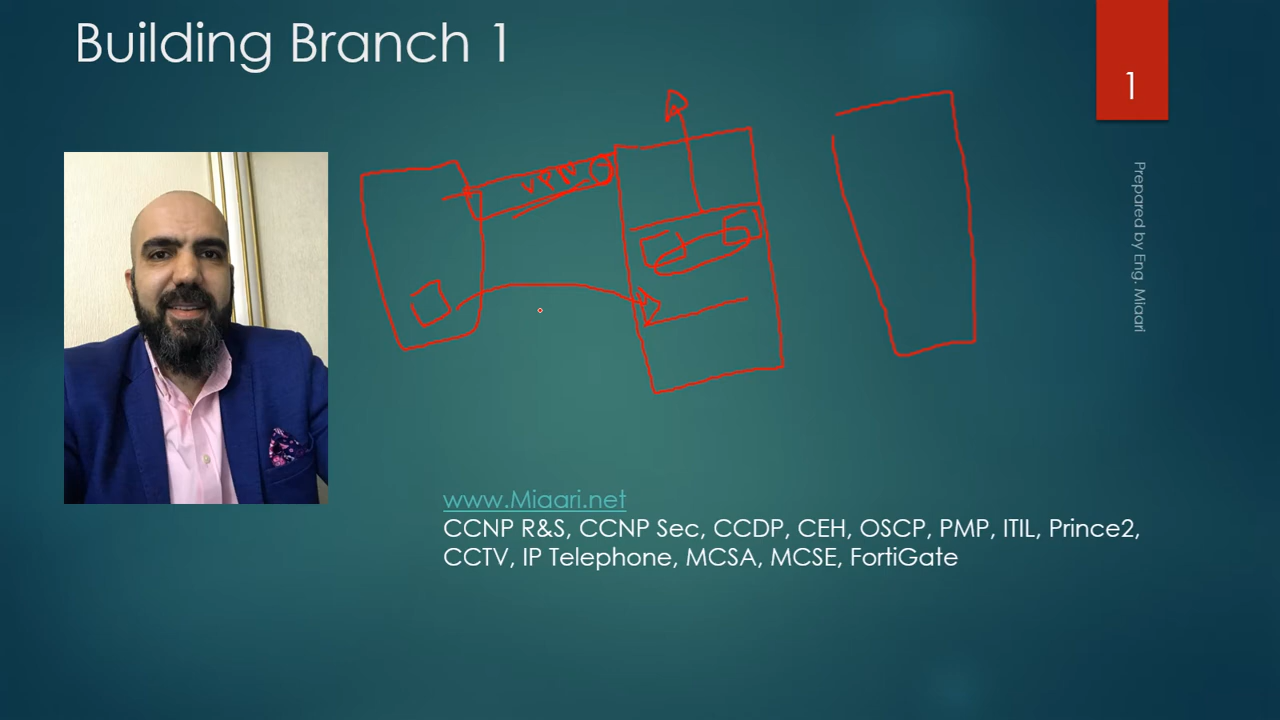 Building Branch 1
1
Prepared by Eng. Miaari
VPN
www.Miaari.net
CCNP R&S, CCNP Sec, CCDP, CEH, OSCP, PMP, ITIL, Prince2,
CCTV, IP Telephone, MCSA, MCSE, FortiGate